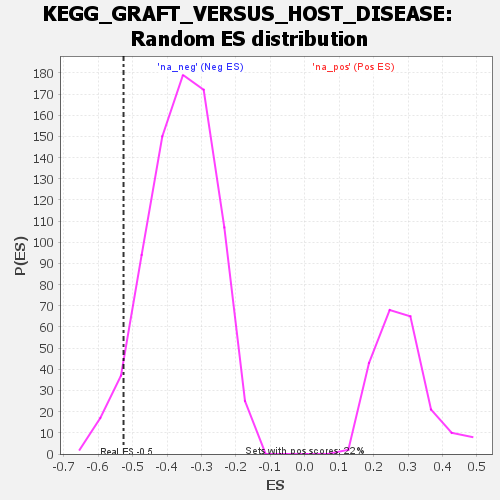 KEGG_GRAFT_VERSUS_HOST_DISEASE:
Random ES distribution
'na_neg' (Neg ES) 'na_pos' (Pos ES)
P(ES)
180
170
160
150
140
130
120
110
100
90
80
70
60
50
40
30
20
10
0
Real ES -0.5 Sets with pos scores: 22%
-0.7 -0.6 -0.5 -0.4 -0.3 -0.2 -0.1 0.0 0.1 0.2 0.3 0.4 0.5
ES